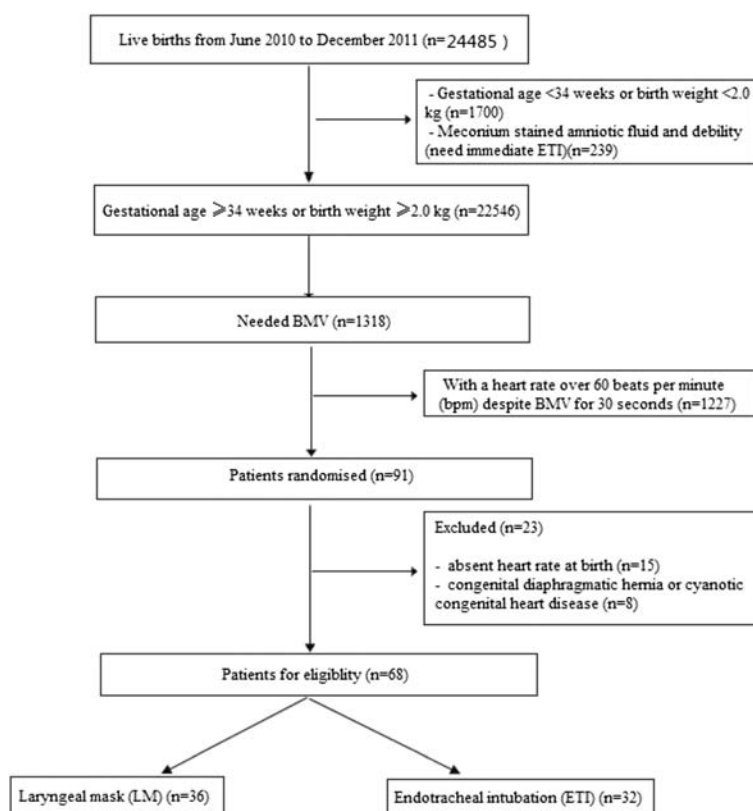 Live births from June 2010 to December 2011 (n=24485 )
- Gestational age <34 weeks or birth weight <2.0
kg (n=1700)
- Meconium stained amniotic fluid and debility
(need immediate ETI)(n=239)
Gestational age ⩾34 weeks or birth weight ⩾2.0 kg (n=22546)
Needed BMV (n=1318)
With a heart rate over 60 beats per minute
(bpm) despite BMV for 30 seconds (n=1227)
Patients randomised (n=91)
Excluded (n=23)
- absent heart rate at birth (n=15)
- congenital diaphragmatic hernia or cyanotic
congenital heart disease (n=8)
Patients for eligiblity (n=68)
Laryngeal mask (LM) (n=36)
Endotracheal intubation (ETI) (n=32)